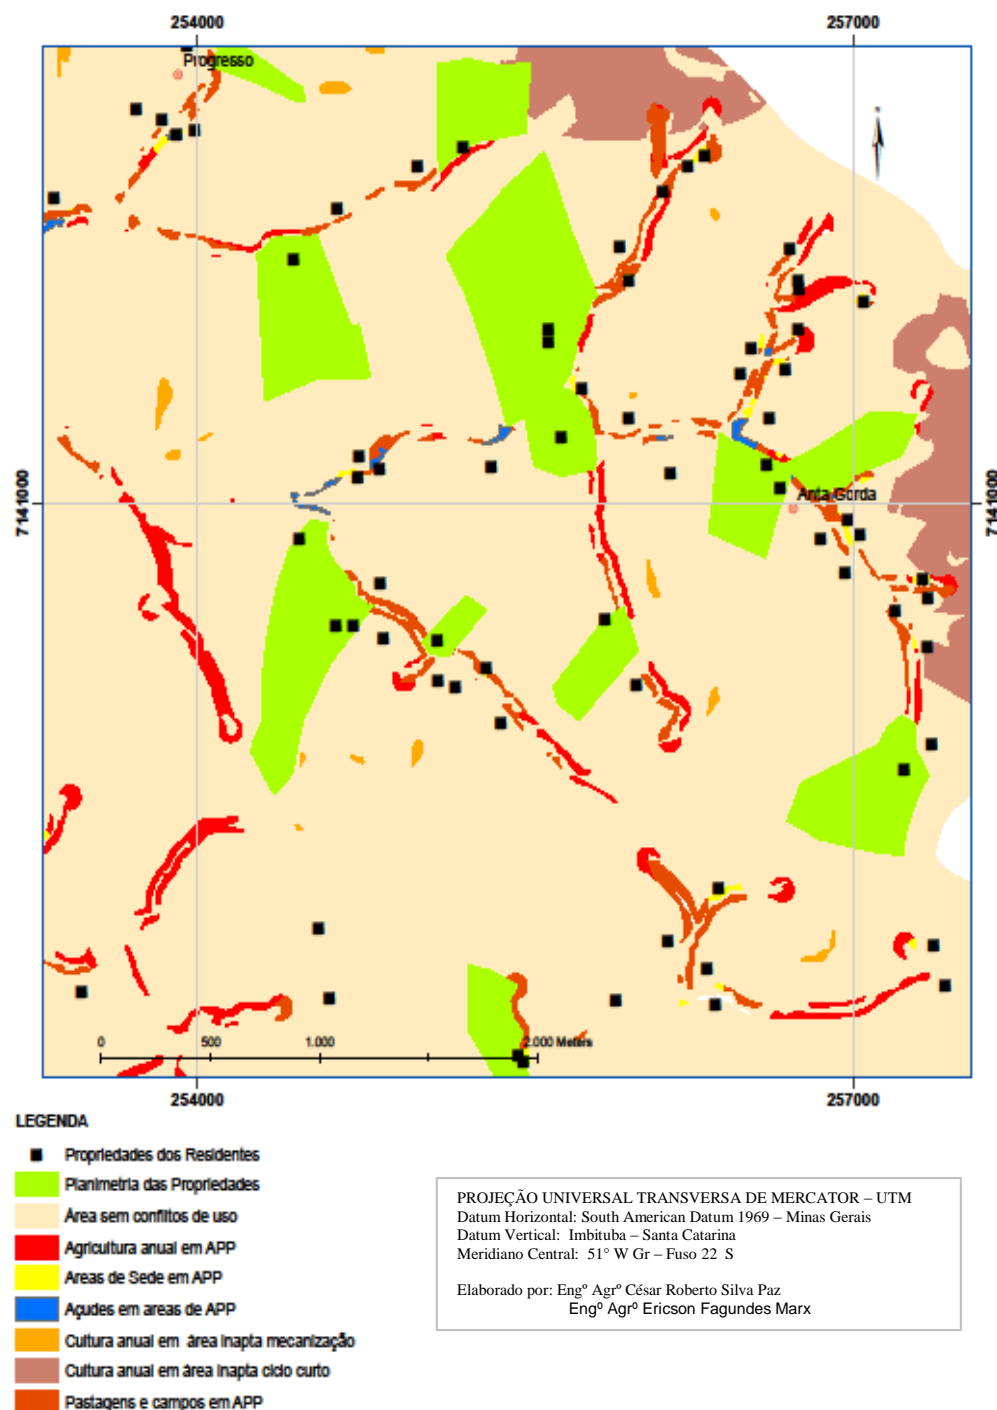 254000
257000
Progresso
7141000
7141000
Anta Gorda
0
500
1.000
2.000 Meters
254000
257000
LEGENDA
Propriedades dos Residentes
Planimetria das Propriedades
Área sem conflitos de uso
Agricultura anual em APP
Areas de Sede em APP
Açudes em areas de APP
Cultura anual em área inapta mecanização
Cultura anual em área inapta ciclo curto
Pastagens e campos em APP
PROJEÇÃO UNIVERSAL TRANSVERSA DE MERCATOR – UTM
Datum Horizontal: South American Datum 1969 – Minas Gerais
Datum Vertical: Imbituba – Santa Catarina
Meridiano Central: 51° W Gr – Fuso 22 S
Elaborado por: Engº Agrº César Roberto Silva Paz
Engº Agrº Ericson Fagundes Marx